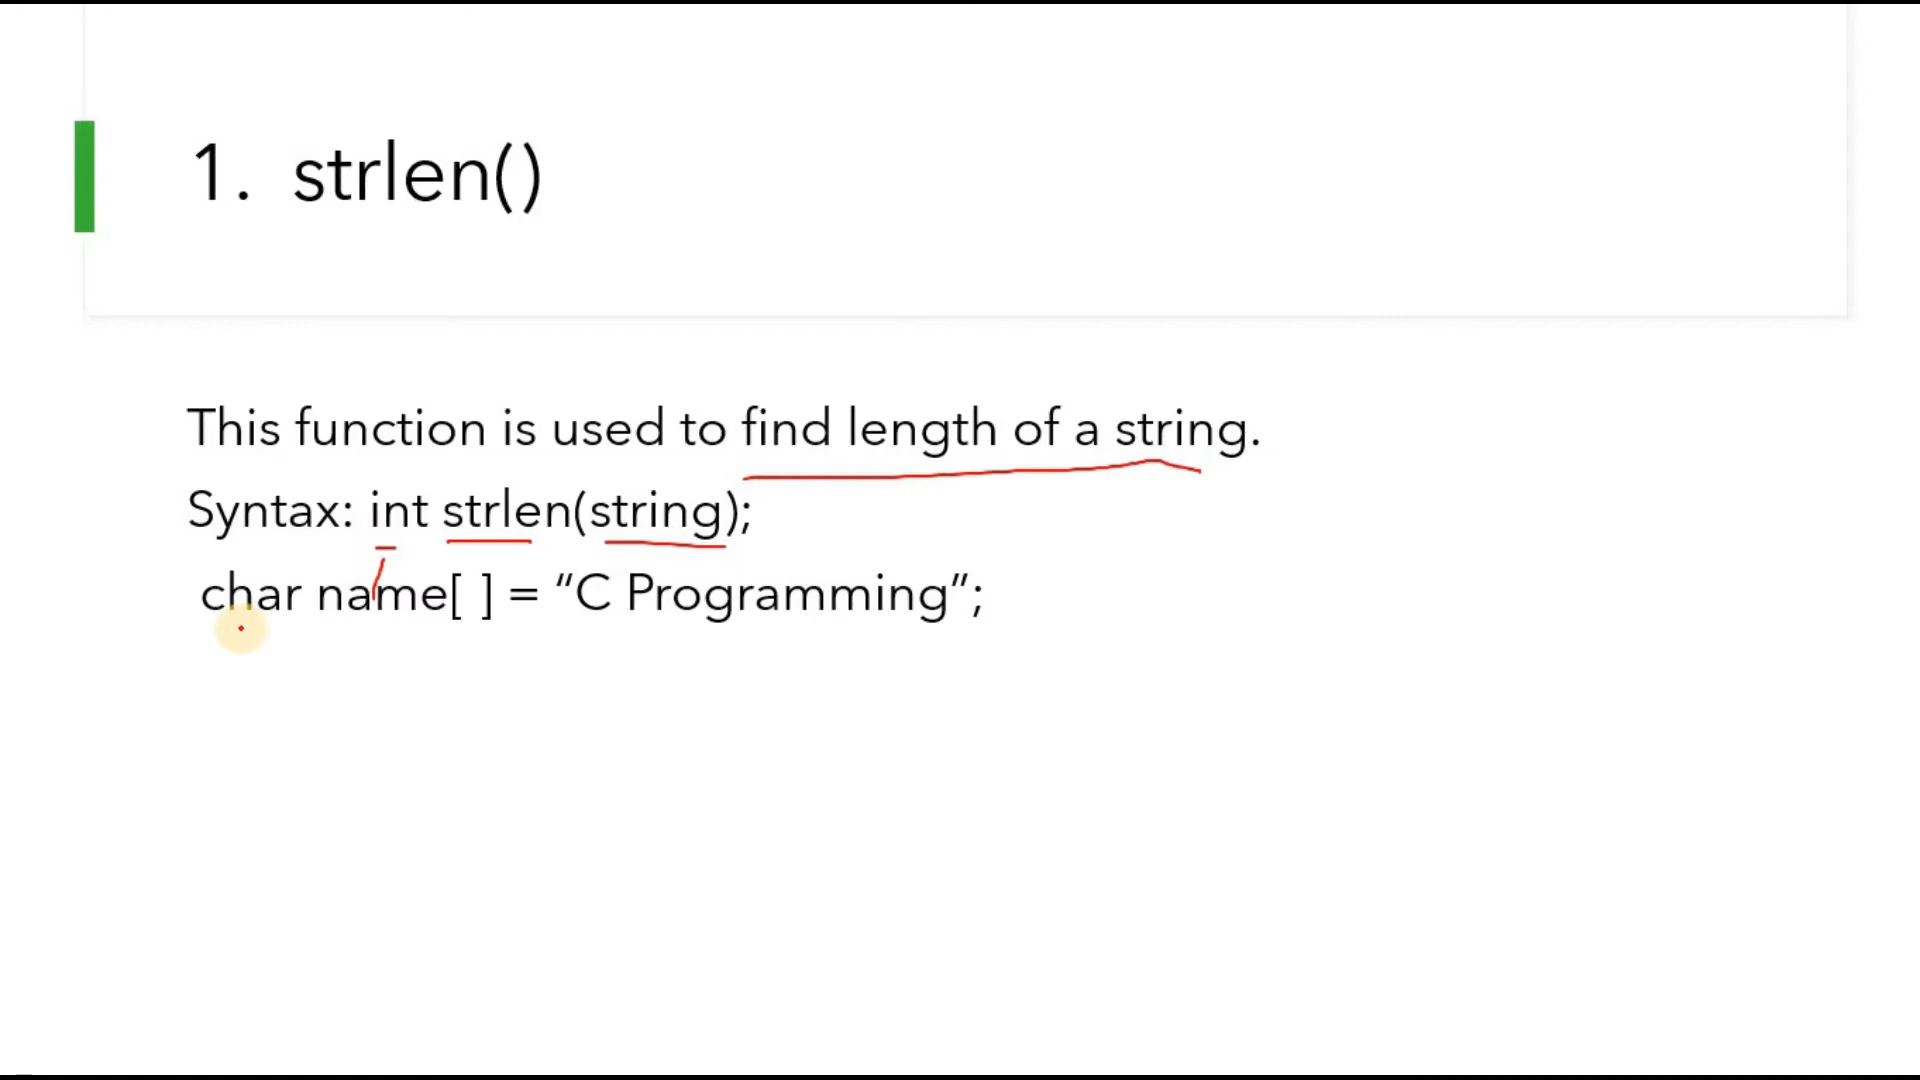 1. strlen()
This function is used to find length of a string.
Syntax: int strlen(string);
char name[ ] = “C Programming”;